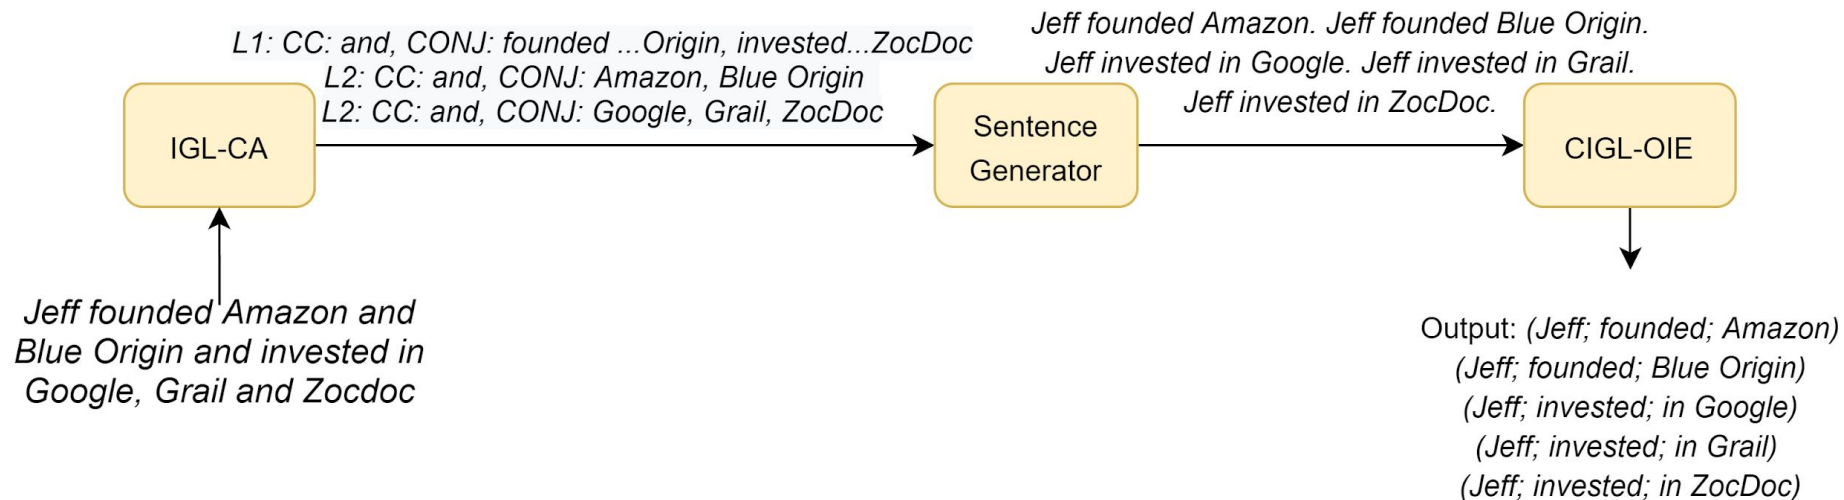 L1: CC: and, CONJ: founded ...Origin, invested...ZocDoc
L2: CC: and, CONJ: Amazon, Blue Origin
L2: CC: and, CONJ: Google, Grail, ZocDoc
Jeff founded Amazon. Jeff founded Blue Origin.
Jeff invested in Google. Jeff invested in Grail.
Jeff invested in ZocDoc.
IGL-CA
Sentence
Generator
CIGL-OIE
Jeff founded Amazon and
Blue Origin and invested in
Google, Grail and Zocdoc
Output: (Jeff; founded; Amazon)
(Jeff; founded; Blue Origin)
(Jeff; invested; in Google)
(Jeff; invested; in Grail)
(Jeff; invested; in ZocDoc)